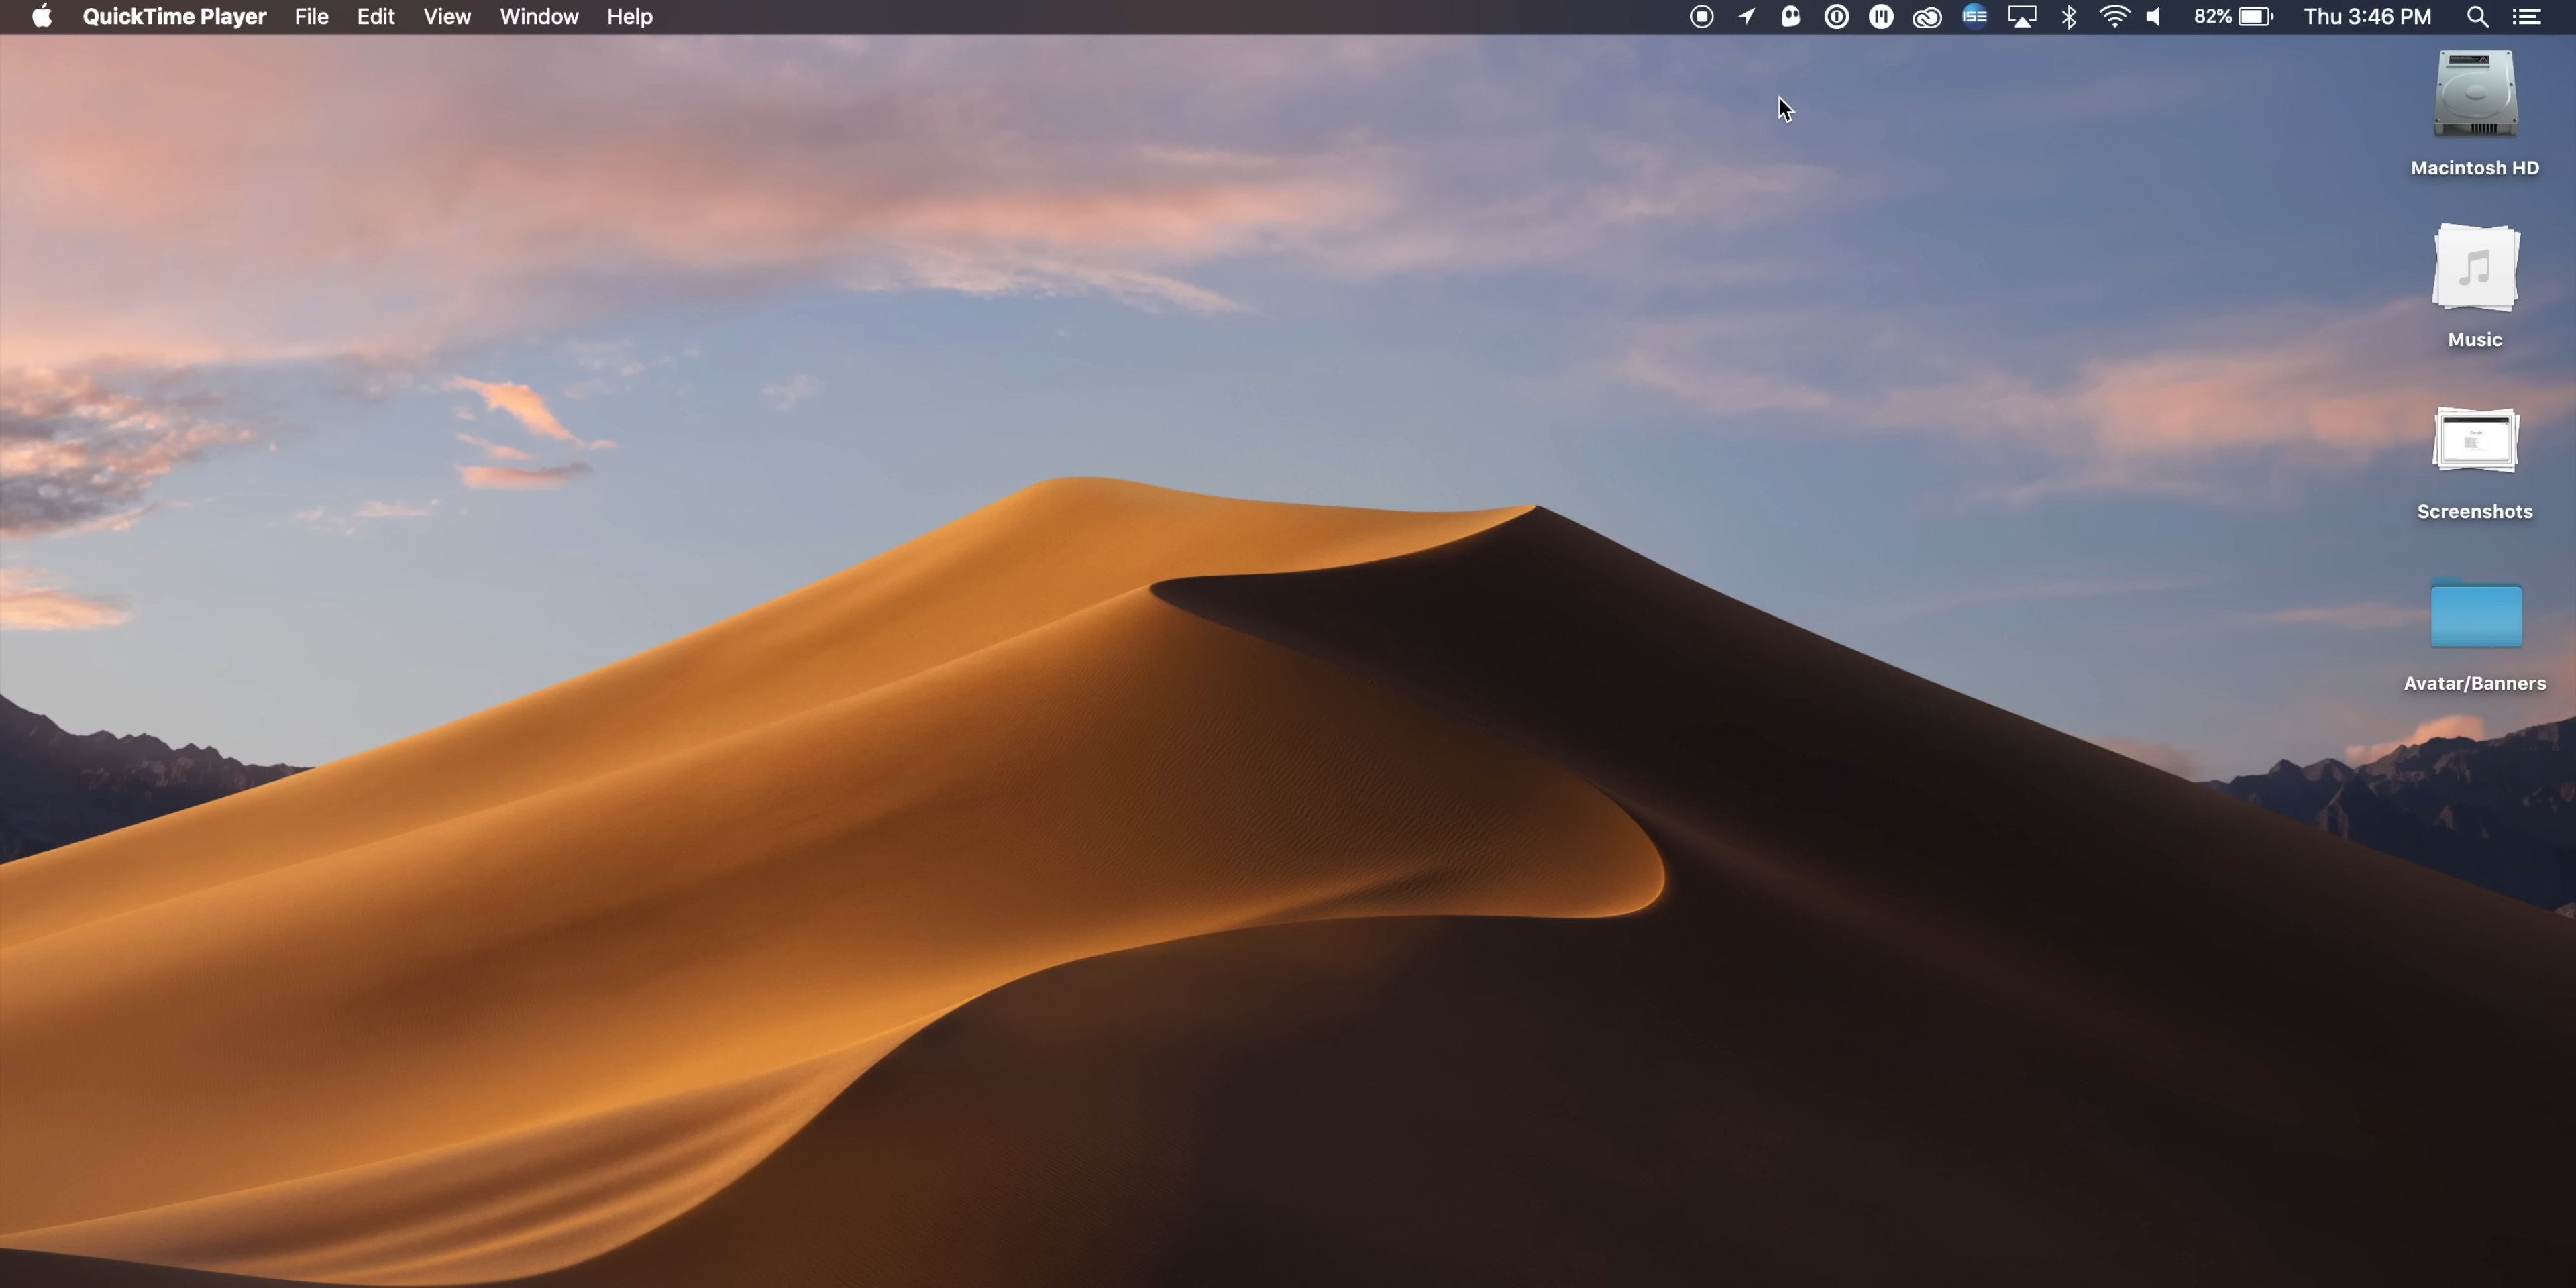 QuickTime Player File Edit View Window Help 82% Thu 3:46 PM
Macintosh HD
Music
Screenshots
Avatar/Banners